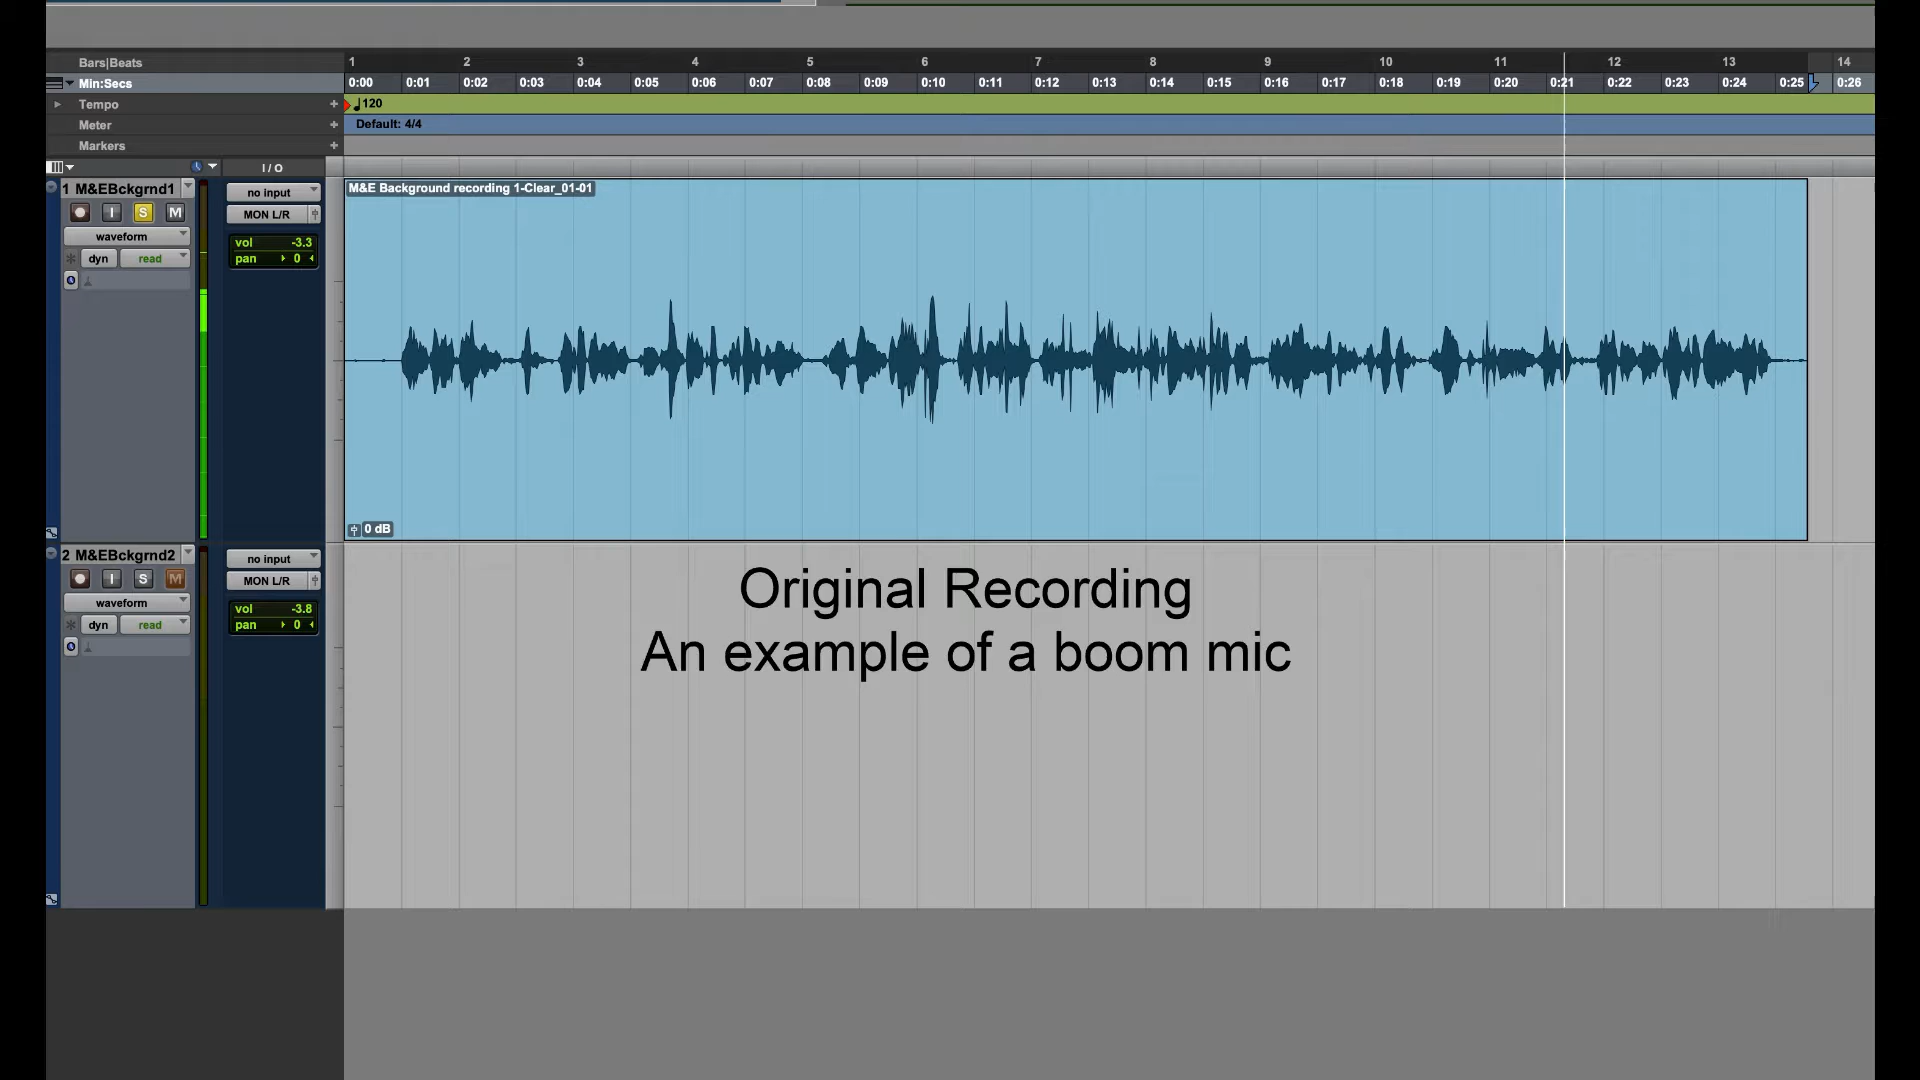 Bars|Beats 1 2 3 4 5 6 7 8 9 10 11 12 13 14
Min:Secs 0:00 0:01 0:02 0:03 0:04 0:05 0:06 0:07 0:08 0:09 0:10 0:11 0:12 0:13 0:14 0:15 0:16 0:17 0:18 0:19 0:20 0:21 0:22 0:23 0:24 0:25 0:26
Tempo + 120
Meter + Default: 4/4
Markers +
I / O
1 M&EBckgrnd1 no input M&E Background recording 1-Clear_01-01
I S M MON L/R
waveform vol -3.3
dyn read pan 0
0 dB
2 M&EBckgrnd2 no input
I S M MON L/R
waveform vol -3.8
dyn read pan 0
Original Recording
An example of a boom mic